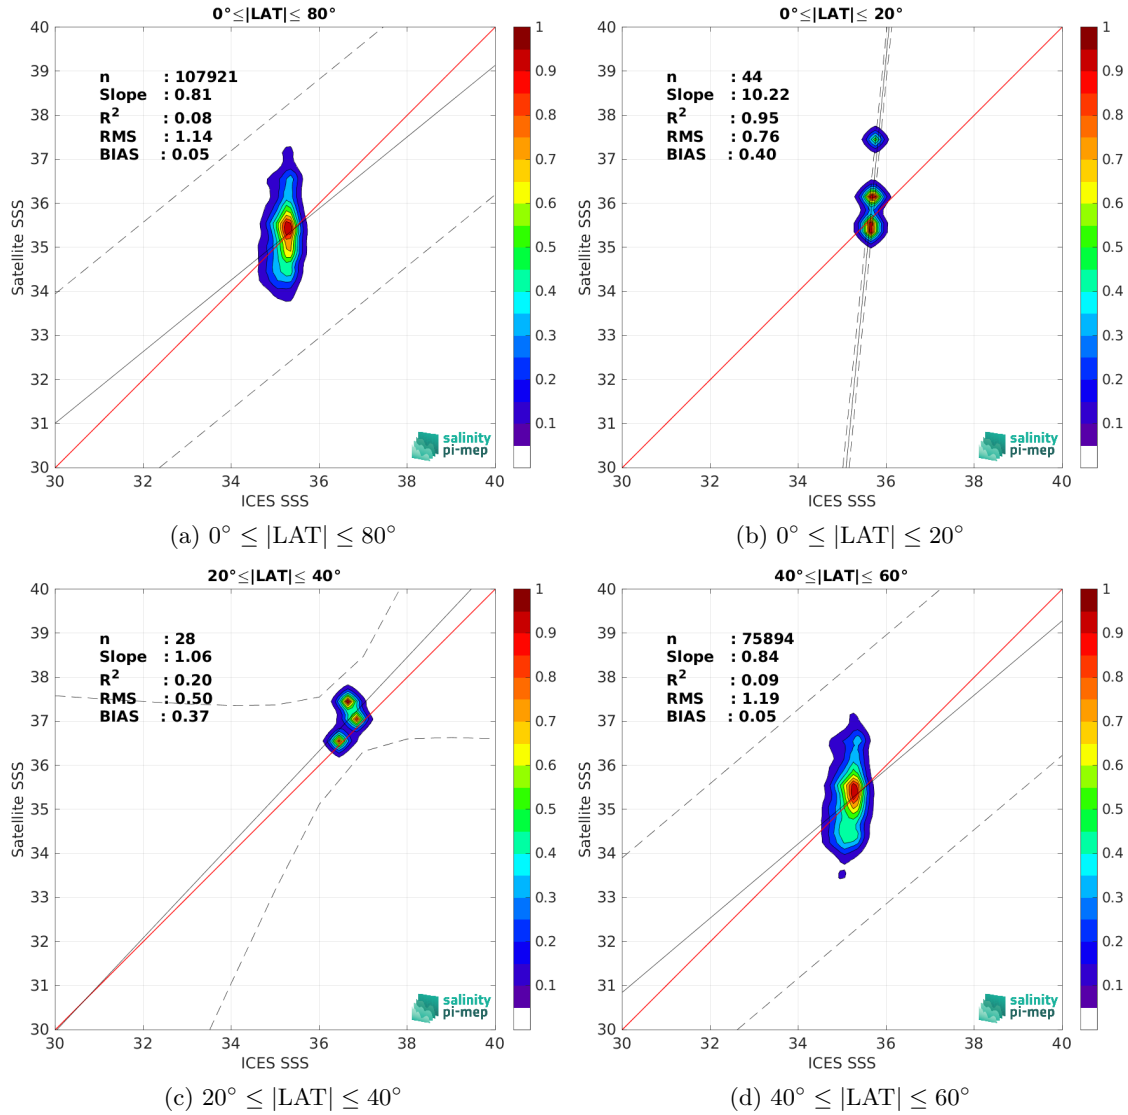 0°≤|LAT|≤ 80°
n : 107921
Slope : 0.81
R² : 0.08
RMS : 1.14
BIAS : 0.05
Satellite SSS
40
39
38
37
36
35
34
33
32
31
30
30 32 34 36 38 40
ICES SSS
salinity
pi-mep
1
0.9
0.8
0.7
0.6
0.5
0.4
0.3
0.2
0.1
(a) 0° ≤ |LAT| ≤ 80°
0°≤|LAT|≤ 20°
n : 44
Slope : 10.22
R² : 0.95
RMS : 0.76
BIAS : 0.40
Satellite SSS
40
39
38
37
36
35
34
33
32
31
30
30 32 34 36 38 40
ICES SSS
salinity
pi-mep
1
0.9
0.8
0.7
0.6
0.5
0.4
0.3
0.2
0.1
(b) 0° ≤ |LAT| ≤ 20°
20°≤|LAT|≤ 40°
n : 28
Slope : 1.06
R² : 0.20
RMS : 0.50
BIAS : 0.37
Satellite SSS
40
39
38
37
36
35
34
33
32
31
30
30 32 34 36 38 40
ICES SSS
salinity
pi-mep
1
0.9
0.8
0.7
0.6
0.5
0.4
0.3
0.2
0.1
(c) 20° ≤ |LAT| ≤ 40°
40°≤|LAT|≤ 60°
n : 75894
Slope : 0.84
R² : 0.09
RMS : 1.19
BIAS : 0.05
Satellite SSS
40
39
38
37
36
35
34
33
32
31
30
30 32 34 36 38 40
ICES SSS
salinity
pi-mep
1
0.9
0.8
0.7
0.6
0.5
0.4
0.3
0.2
0.1
(d) 40° ≤ |LAT| ≤ 60°